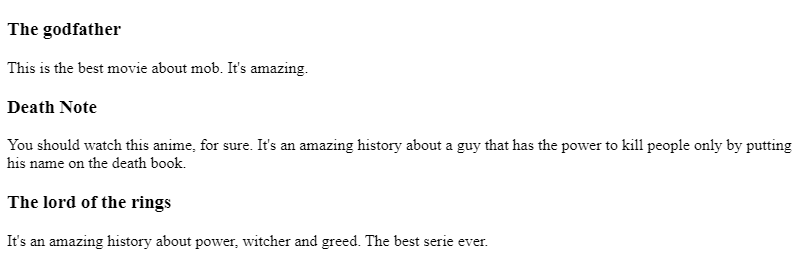 The godfather
This is the best movie about mob. It's amazing.
Death Note
You should watch this anime, for sure. It's an amazing history about a guy that has the power to kill people only by putting
his name on the death book.
The lord of the rings
It's an amazing history about power, witcher and greed. The best serie ever.